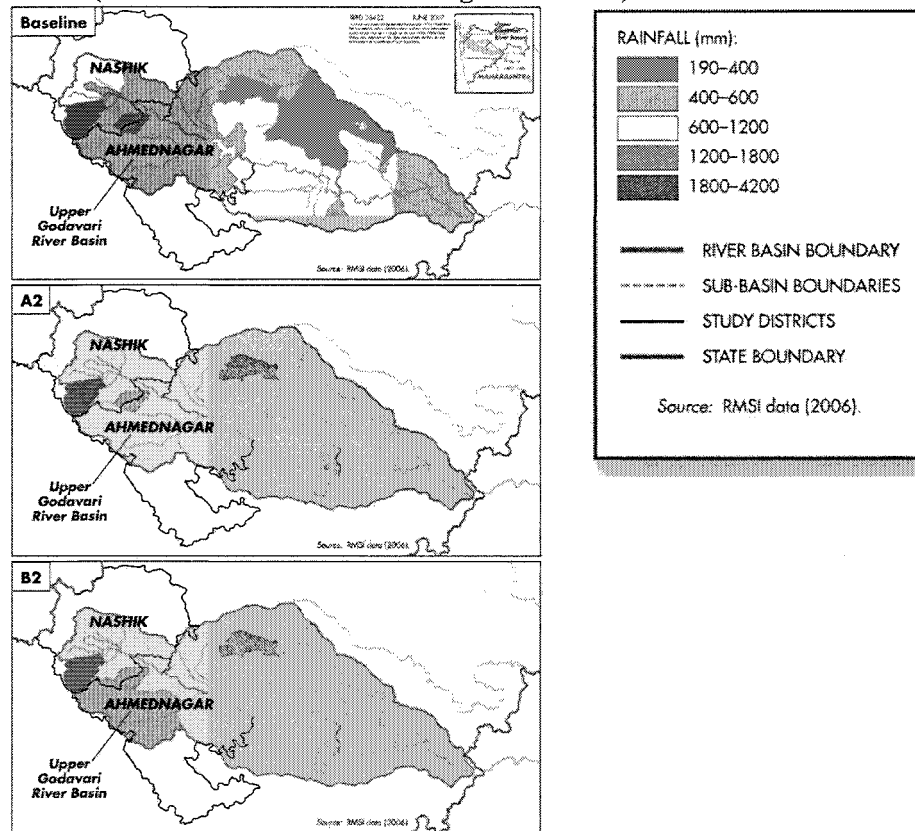 Baseline
JUNE 2007
NASHIK
AHMEDNAGAR
Upper
Godavari
River Basin
MAHARASHTRA
Source: RMSI data (2006).
A2
NASHIK
AHMEDNAGAR
Upper
Godavari
River Basin
Source: RMSI data (2006).
B2
NASHIK
AHMEDNAGAR
Upper
Godavari
River Basin
Source: RMSI data (2006).
RAINFALL (mm):
190–400
400–600
600–1200
1200–1800
1800–4200
RIVER BASIN BOUNDARY
SUB-BASIN BOUNDARIES
STUDY DISTRICTS
STATE BOUNDARY
Source: RMSI data (2006).